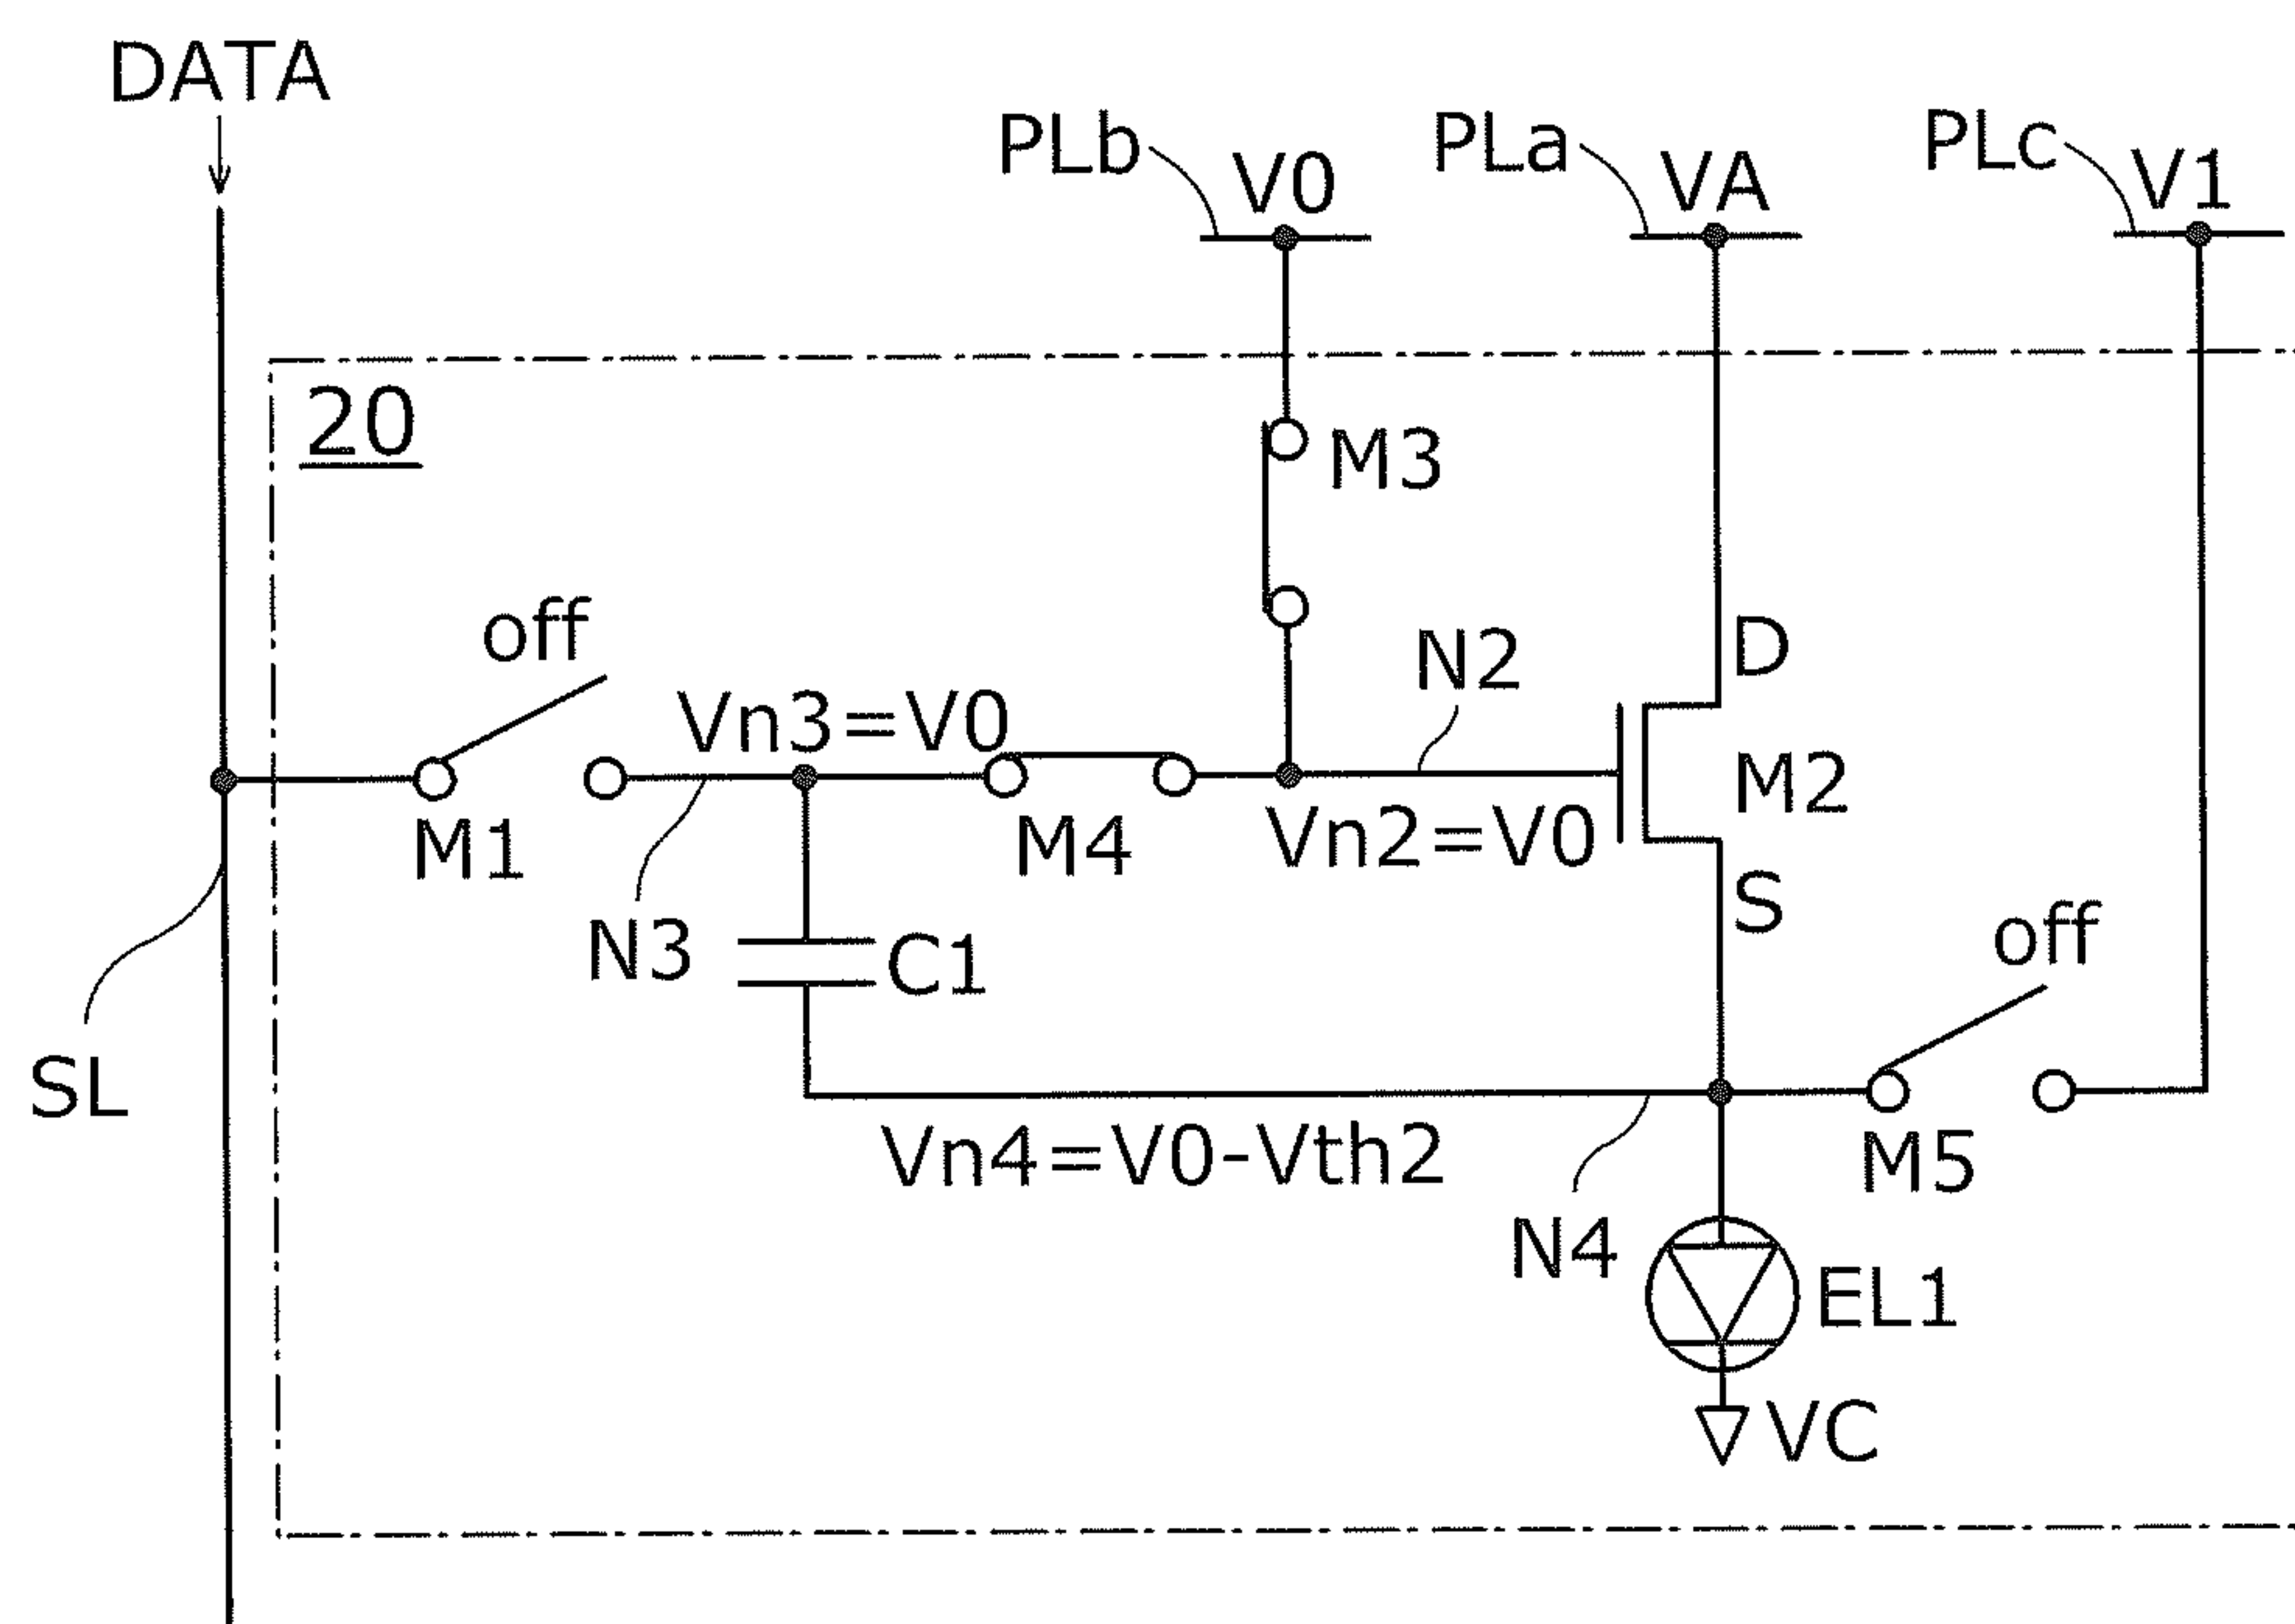 DATA
PLb
V0
PLa
VA
PLc
V1
20
M3
off
Vn3=V0
N2
D
M1
M4
Vn2=V0
M2
N3
C1
S
off
SL
Vn4=V0-Vth2
M5
N4
EL1
VC